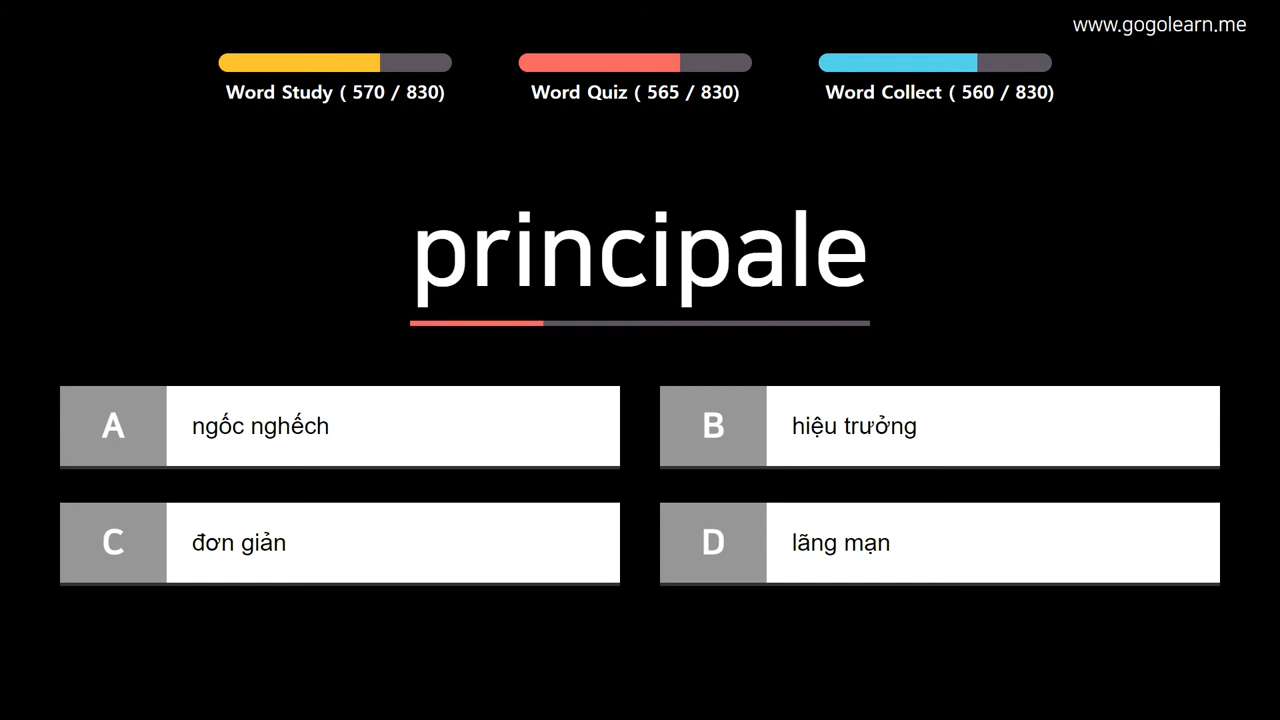 www.gogolearn.me
Word Study ( 570 / 830)
Word Quiz ( 565 / 830)
Word Collect ( 560 / 830)
principale
A ngốc nghếch
B hiệu trưởng
C đơn giản
D lãng mạn